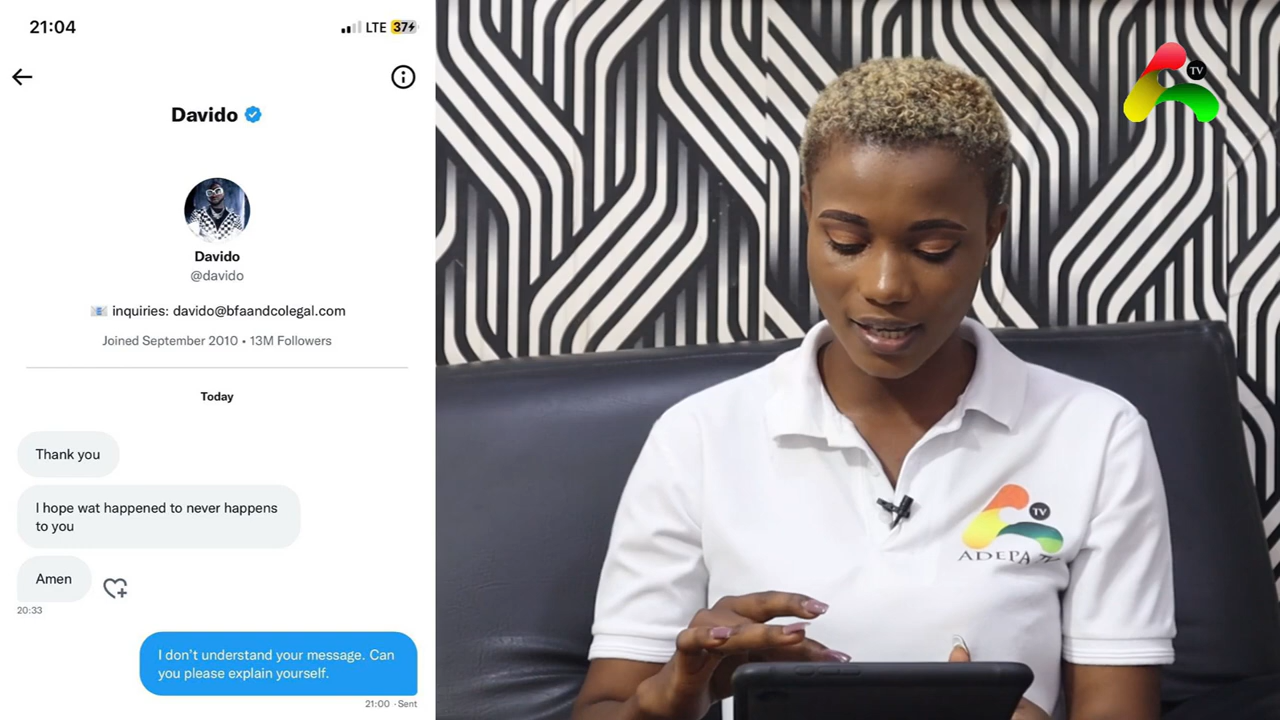 21:04
LTE
37
Davido
Davido
@davido
inquiries: davido@bfaandcolegal.com
Joined September 2010 • 13M Followers
Today
Thank you
I hope wat happened to never happens
to you
Amen
20:33
I don't understand your message. Can
you please explain yourself.
21:00 · Sent
TV
TV
ADEPA TV